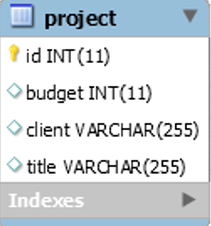 project
id INT(11)
budget INT(11)
client VARCHAR(255)
title VARCHAR(255)
Indexes